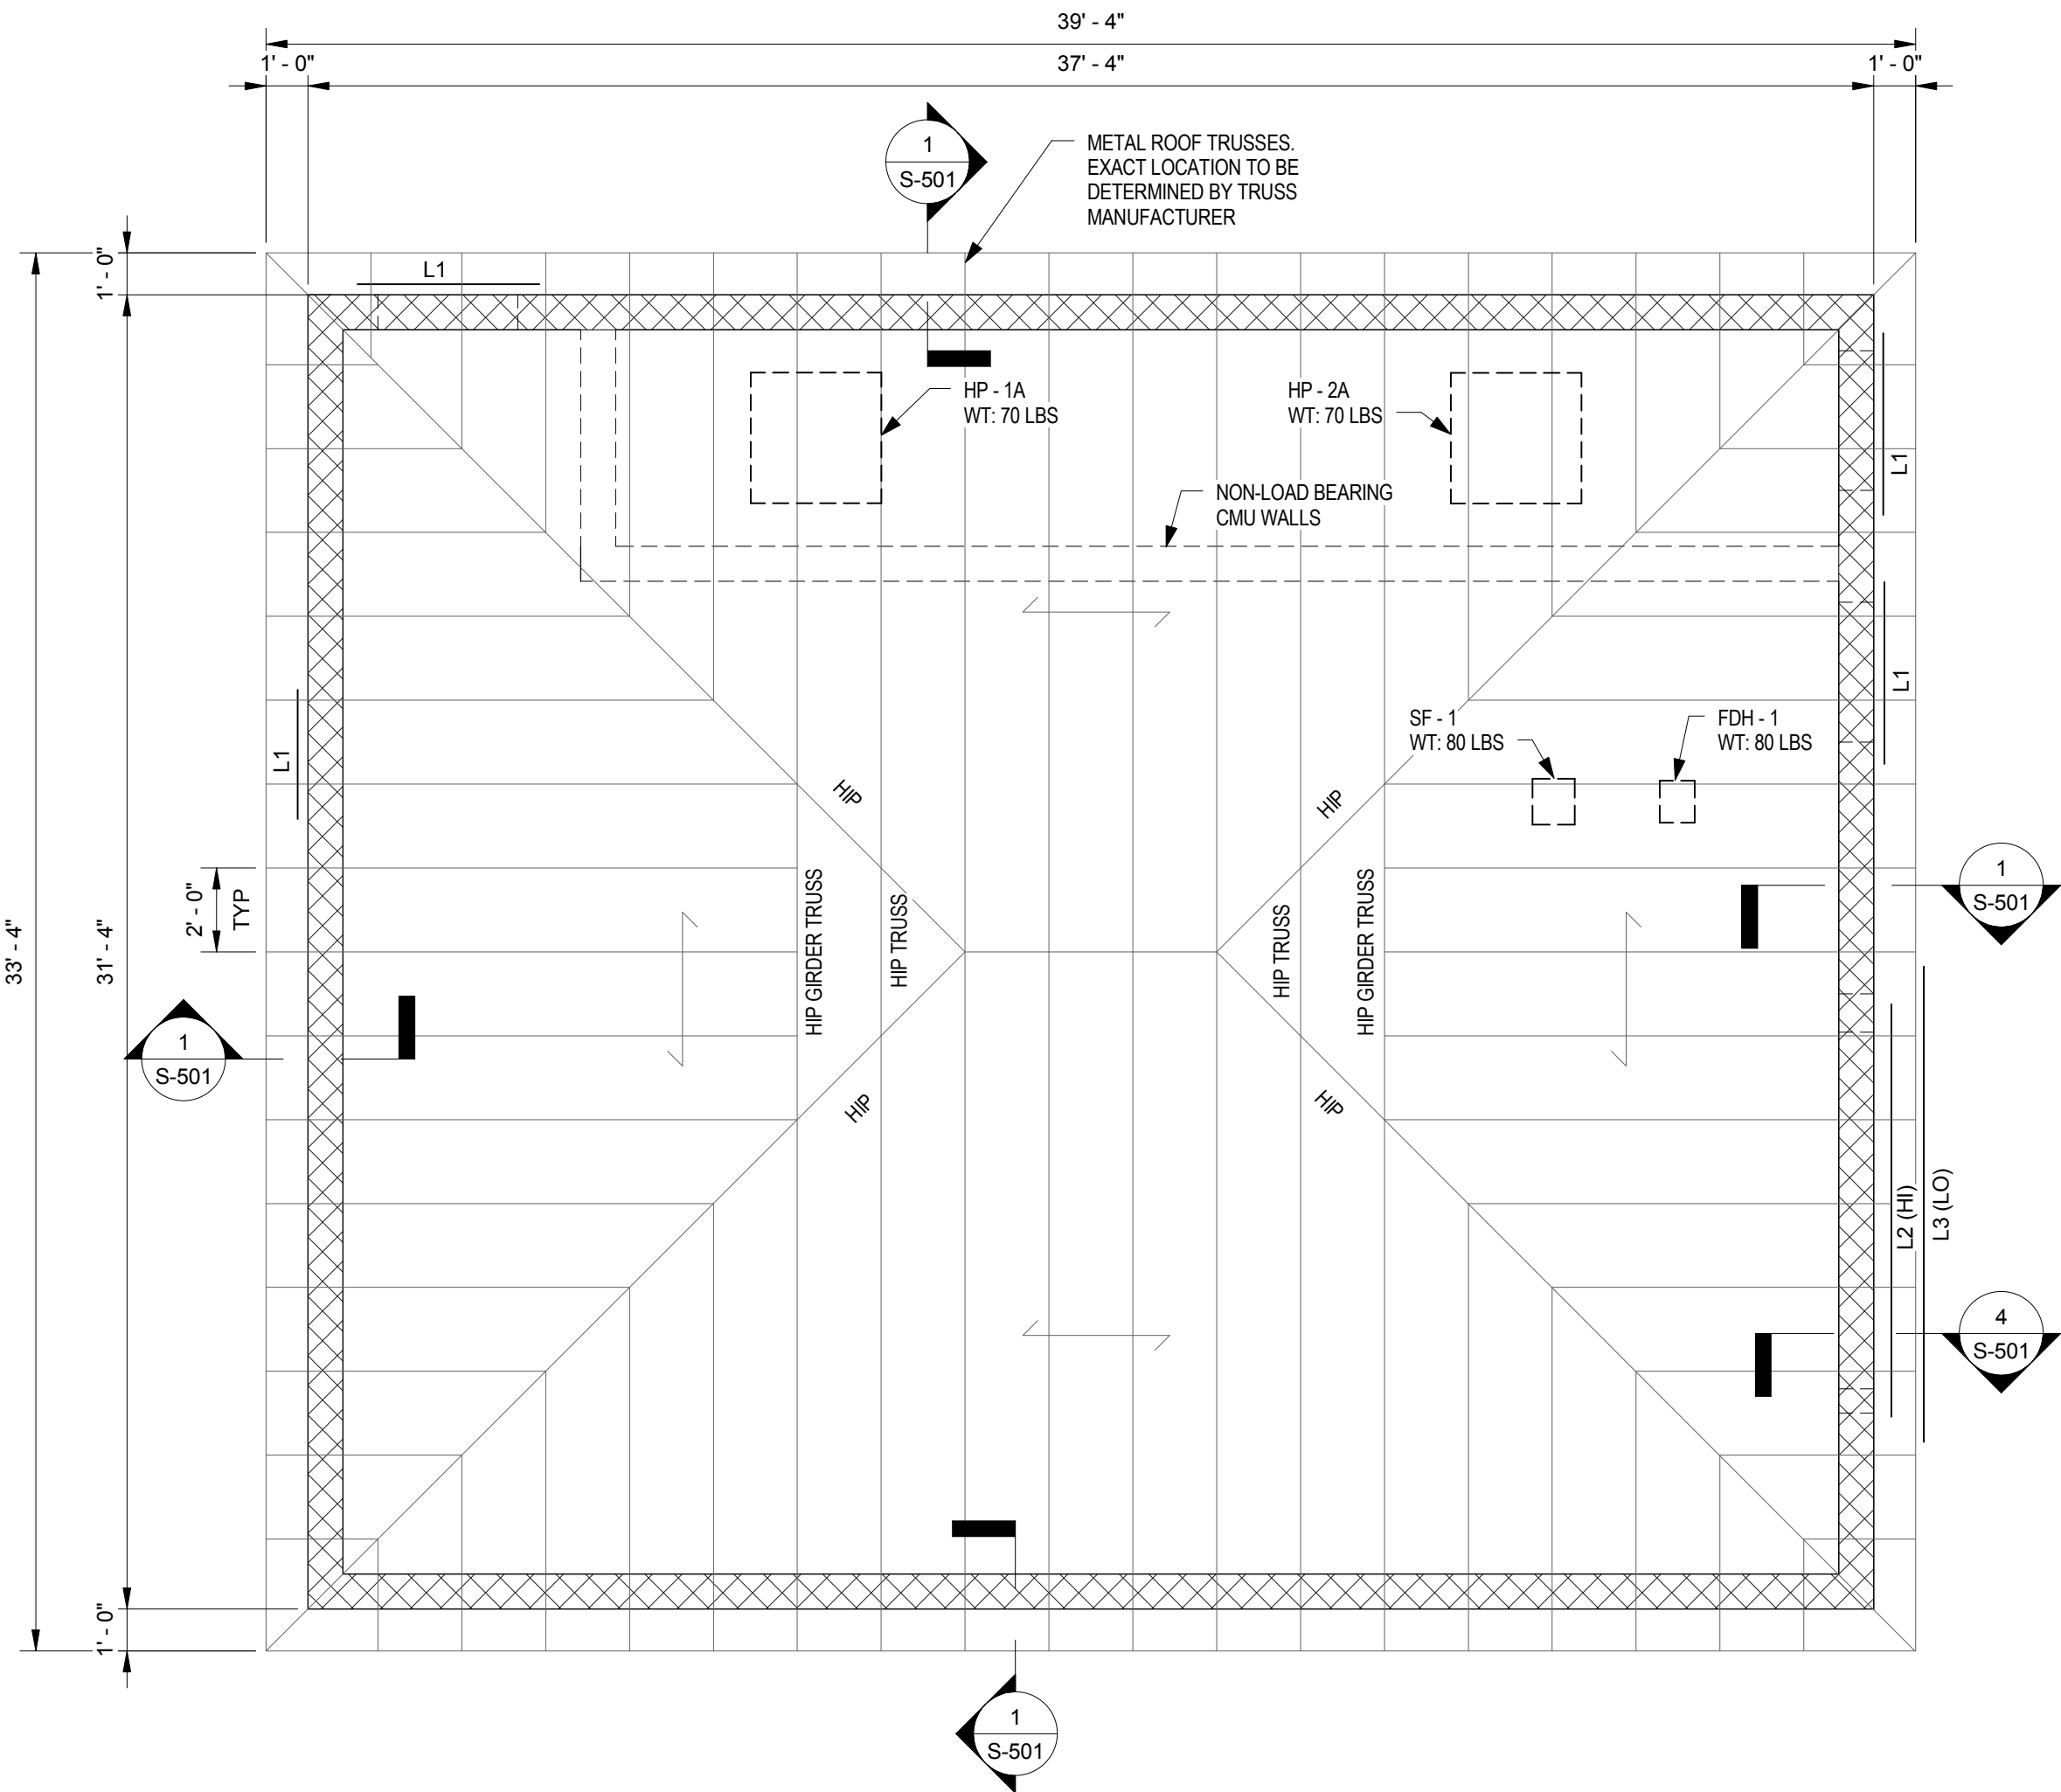 39' - 4"
1' - 0"
37' - 4"
1' - 0"
1
S-501
METAL ROOF TRUSSES.
EXACT LOCATION TO BE
DETERMINED BY TRUSS
MANUFACTURER
1' - 0"
L1
HP - 1A
WT: 70 LBS
HP - 2A
WT: 70 LBS
L1
NON-LOAD BEARING
CMU WALLS
L1
SF - 1
WT: 80 LBS
FDH - 1
WT: 80 LBS
L1
HIP
HIP
33' - 4"
31' - 4"
2' - 0"
TYP
HIP GIRDER TRUSS
HIP TRUSS
HIP TRUSS
HIP GIRDER TRUSS
1
S-501
1
S-501
HIP
HIP
L2 (HI)
L3 (LO)
4
S-501
1' - 0"
1
S-501